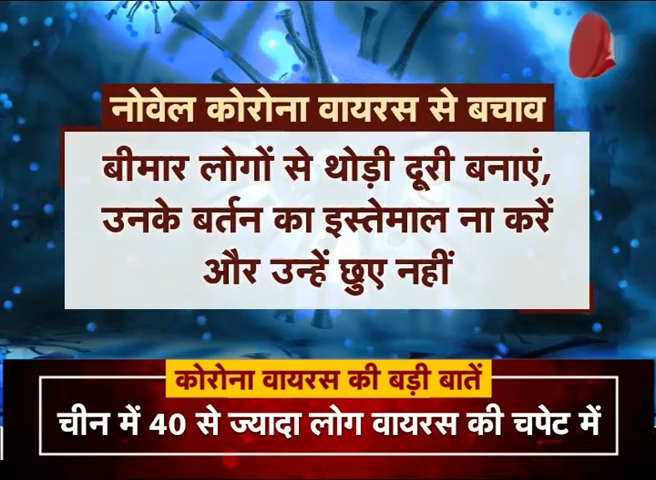 नोवेल कोरोना वायरस से बचाव
बीमार लोगों से थोड़ी दूरी बनाएं,
उनके बर्तन का इस्तेमाल ना करें
और उन्हें छुए नहीं
कोरोना वायरस की बड़ी बातें
चीन में 40 से ज्यादा लोग वायरस की चपेट में